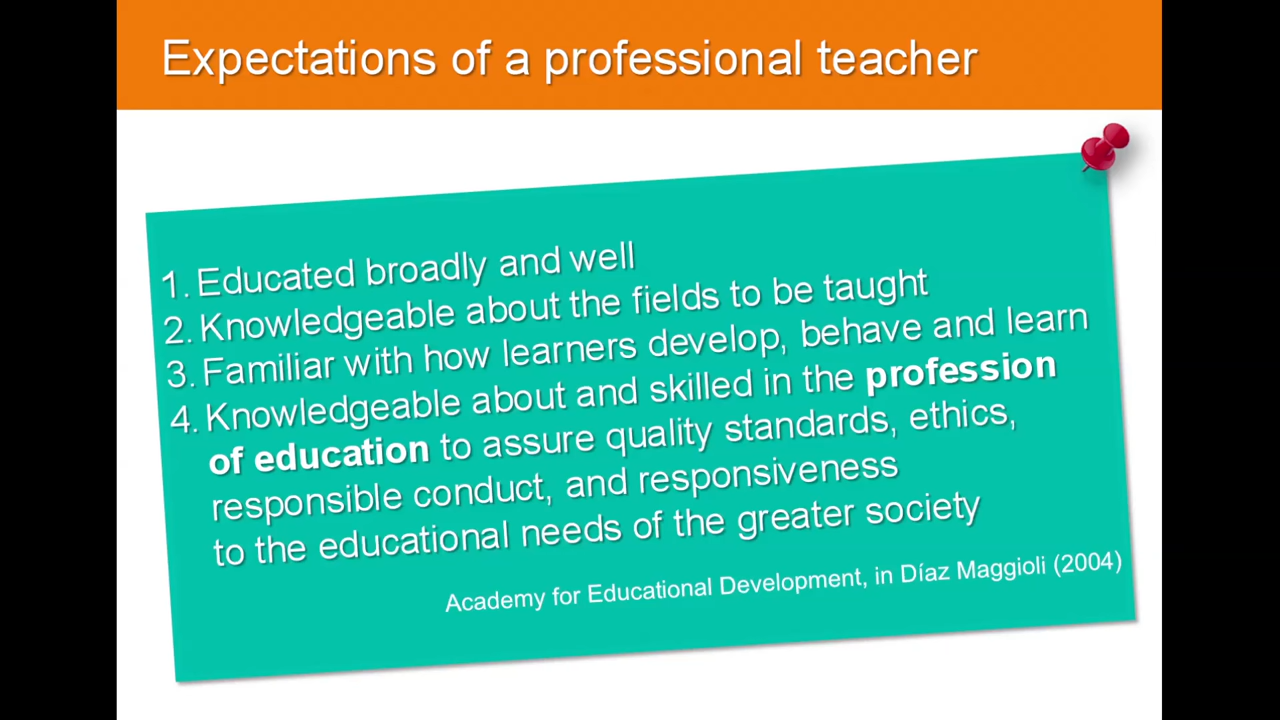 Expectations of a professional teacher
1. Educated broadly and well
2. Knowledgeable about the fields to be taught
3. Familiar with how learners develop, behave and learn
4. Knowledgeable about and skilled in the profession
of education to assure quality standards, ethics,
responsible conduct, and responsiveness
to the educational needs of the greater society
Academy for Educational Development, in Díaz Maggioli (2004)